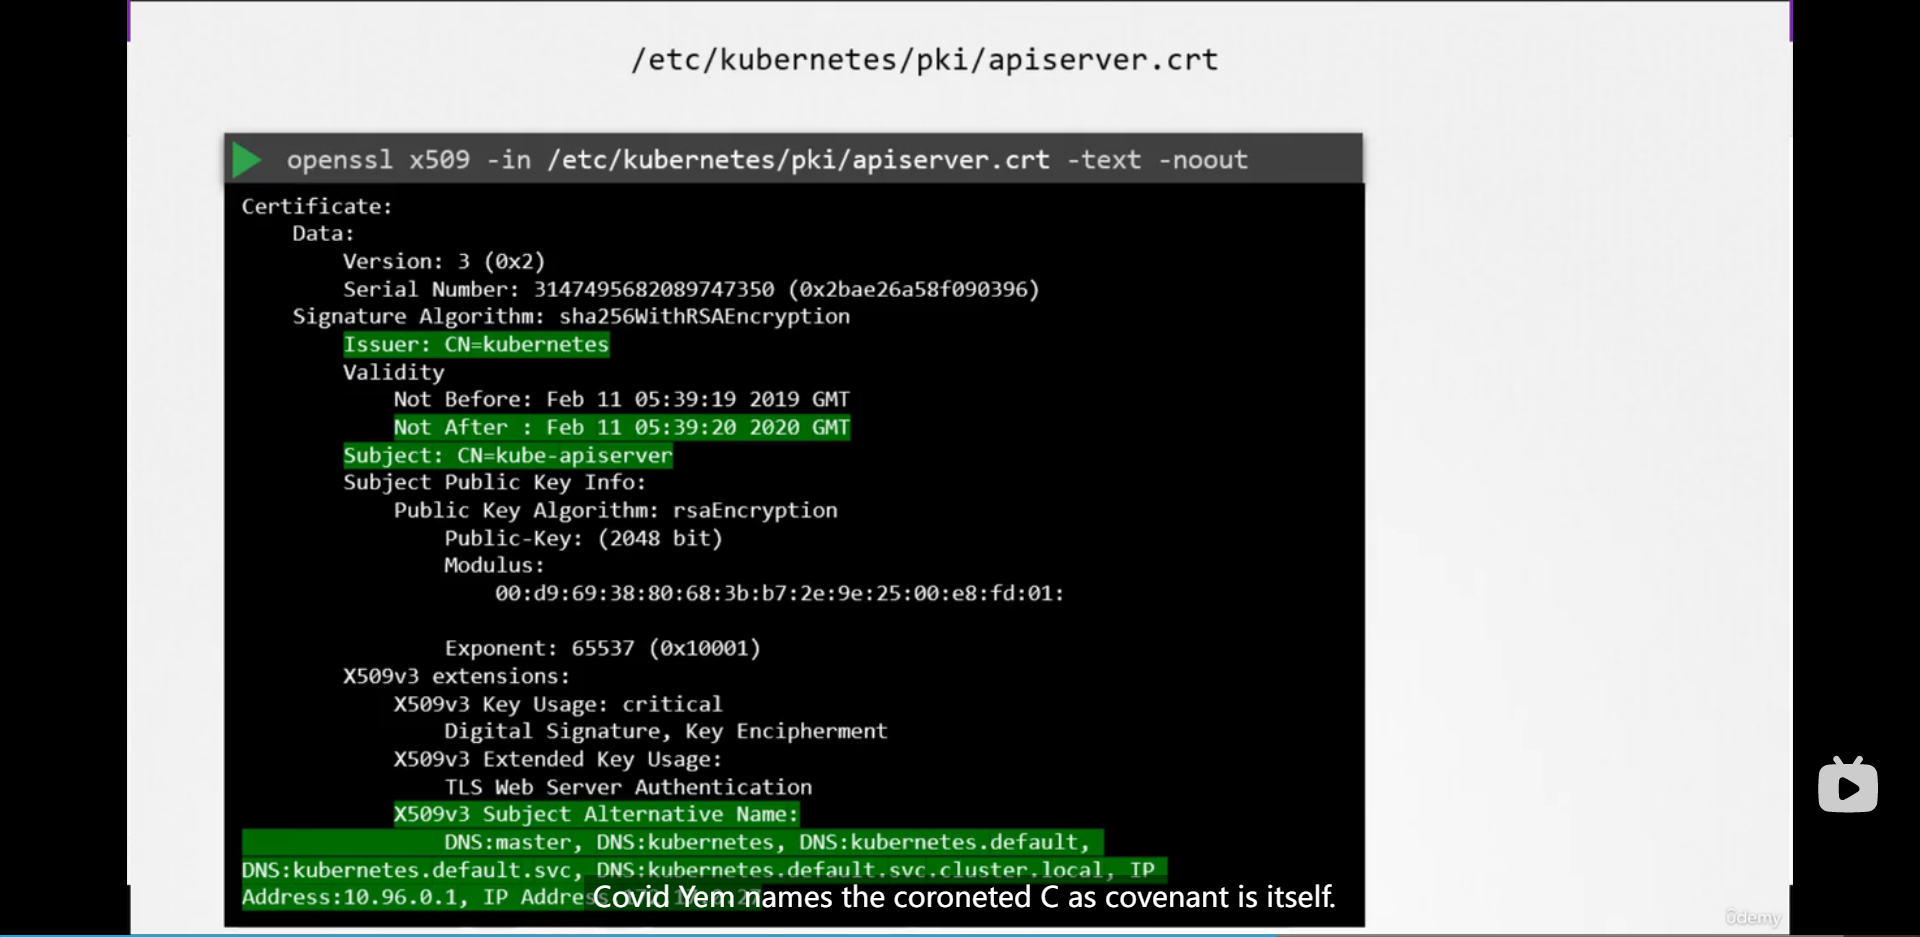 /etc/kubernetes/pki/apiserver.crt
openssl x509 -in /etc/kubernetes/pki/apiserver.crt -text -noout
Certificate:
Data:
Version: 3 (0x2)
Serial Number: 3147495682089747350 (0x2bae26a58f090396)
Signature Algorithm: sha256WithRSAEncryption
Issuer: CN=kubernetes
Validity
Not Before: Feb 11 05:39:19 2019 GMT
Not After : Feb 11 05:39:20 2020 GMT
Subject: CN=kube-apiserver
Subject Public Key Info:
Public Key Algorithm: rsaEncryption
Public-Key: (2048 bit)
Modulus:
00:d9:69:38:80:68:3b:b7:2e:9e:25:00:e8:fd:01:
Exponent: 65537 (0x10001)
X509v3 extensions:
X509v3 Key Usage: critical
Digital Signature, Key Encipherment
X509v3 Extended Key Usage:
TLS Web Server Authentication
X509v3 Subject Alternative Name:
DNS:master, DNS:kubernetes, DNS:kubernetes.default,
DNS:kubernetes.default.svc, DNS:kubernetes.default.svc.cluster.local, IP
Address:10.96.0.1, IP
Covid Yem names the coroneted C as covenant is itself.
ûdemy